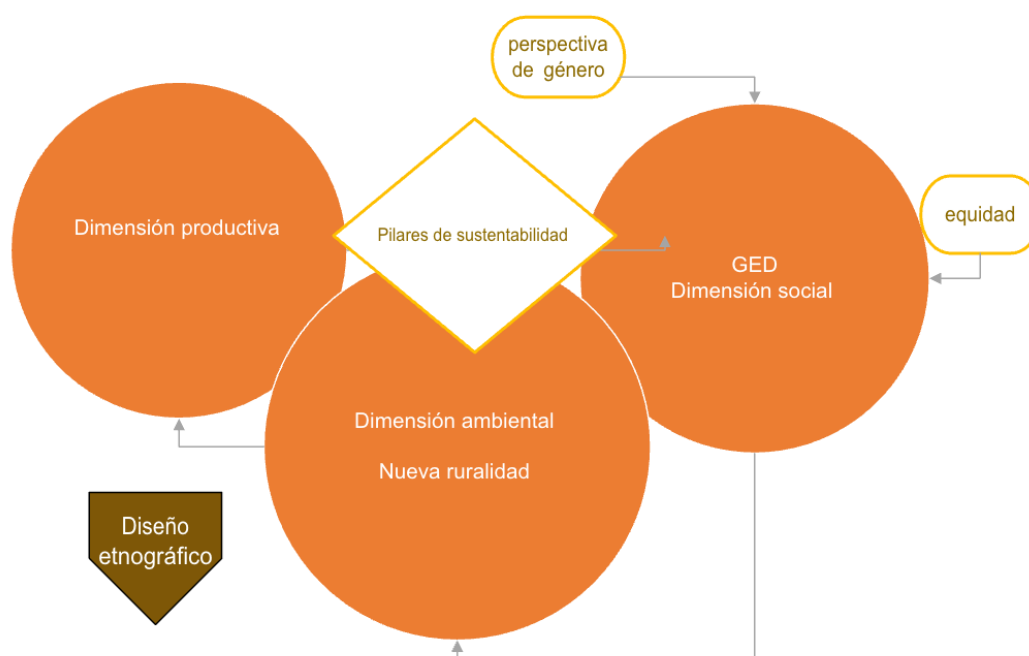 perspectiva
de género
Dimensión productiva
Pilares de sustentabilidad
equidad
GED
Dimensión social
Dimensión ambiental
Nueva ruralidad
Diseño
etnográfico